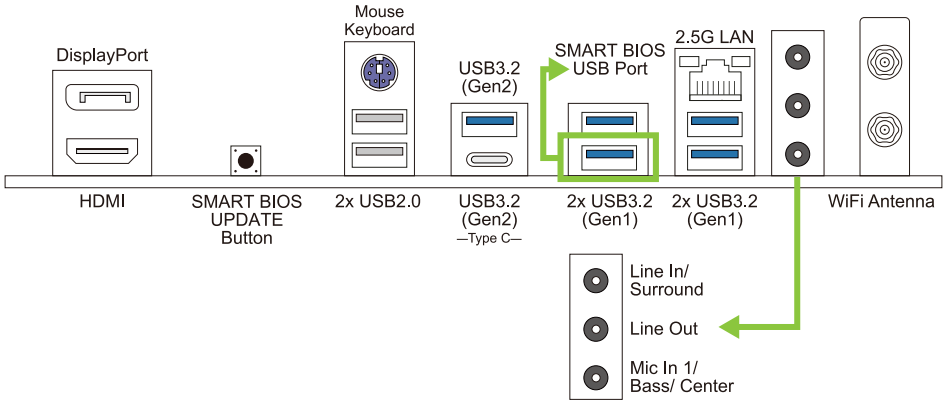 Mouse
Keyboard
DisplayPort
USB3.2
(Gen2)
SMART BIOS
USB Port
2.5G LAN
HDMI
SMART BIOS
UPDATE
Button
2x USB2.0
USB3.2
(Gen2)
—Type C—
2x USB3.2
(Gen1)
2x USB3.2
(Gen1)
WiFi Antenna
Line In/
Surround
Line Out
Mic In 1/
Bass/ Center